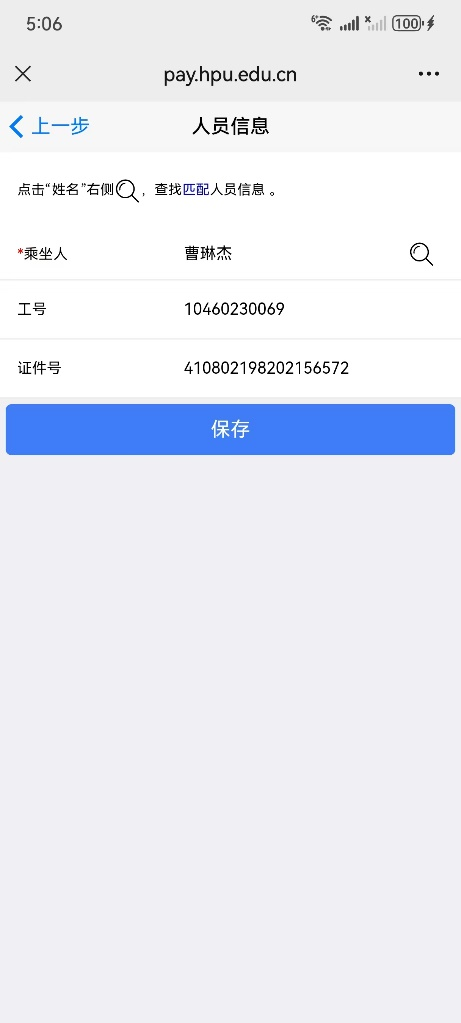 5:06
6
100
pay.hpu.edu.cn
上一步 人员信息
点击“姓名”右侧，查找匹配人员信息 。
*乘坐人 曹琳杰
工号 10460230069
证件号 410802198202156572
保存